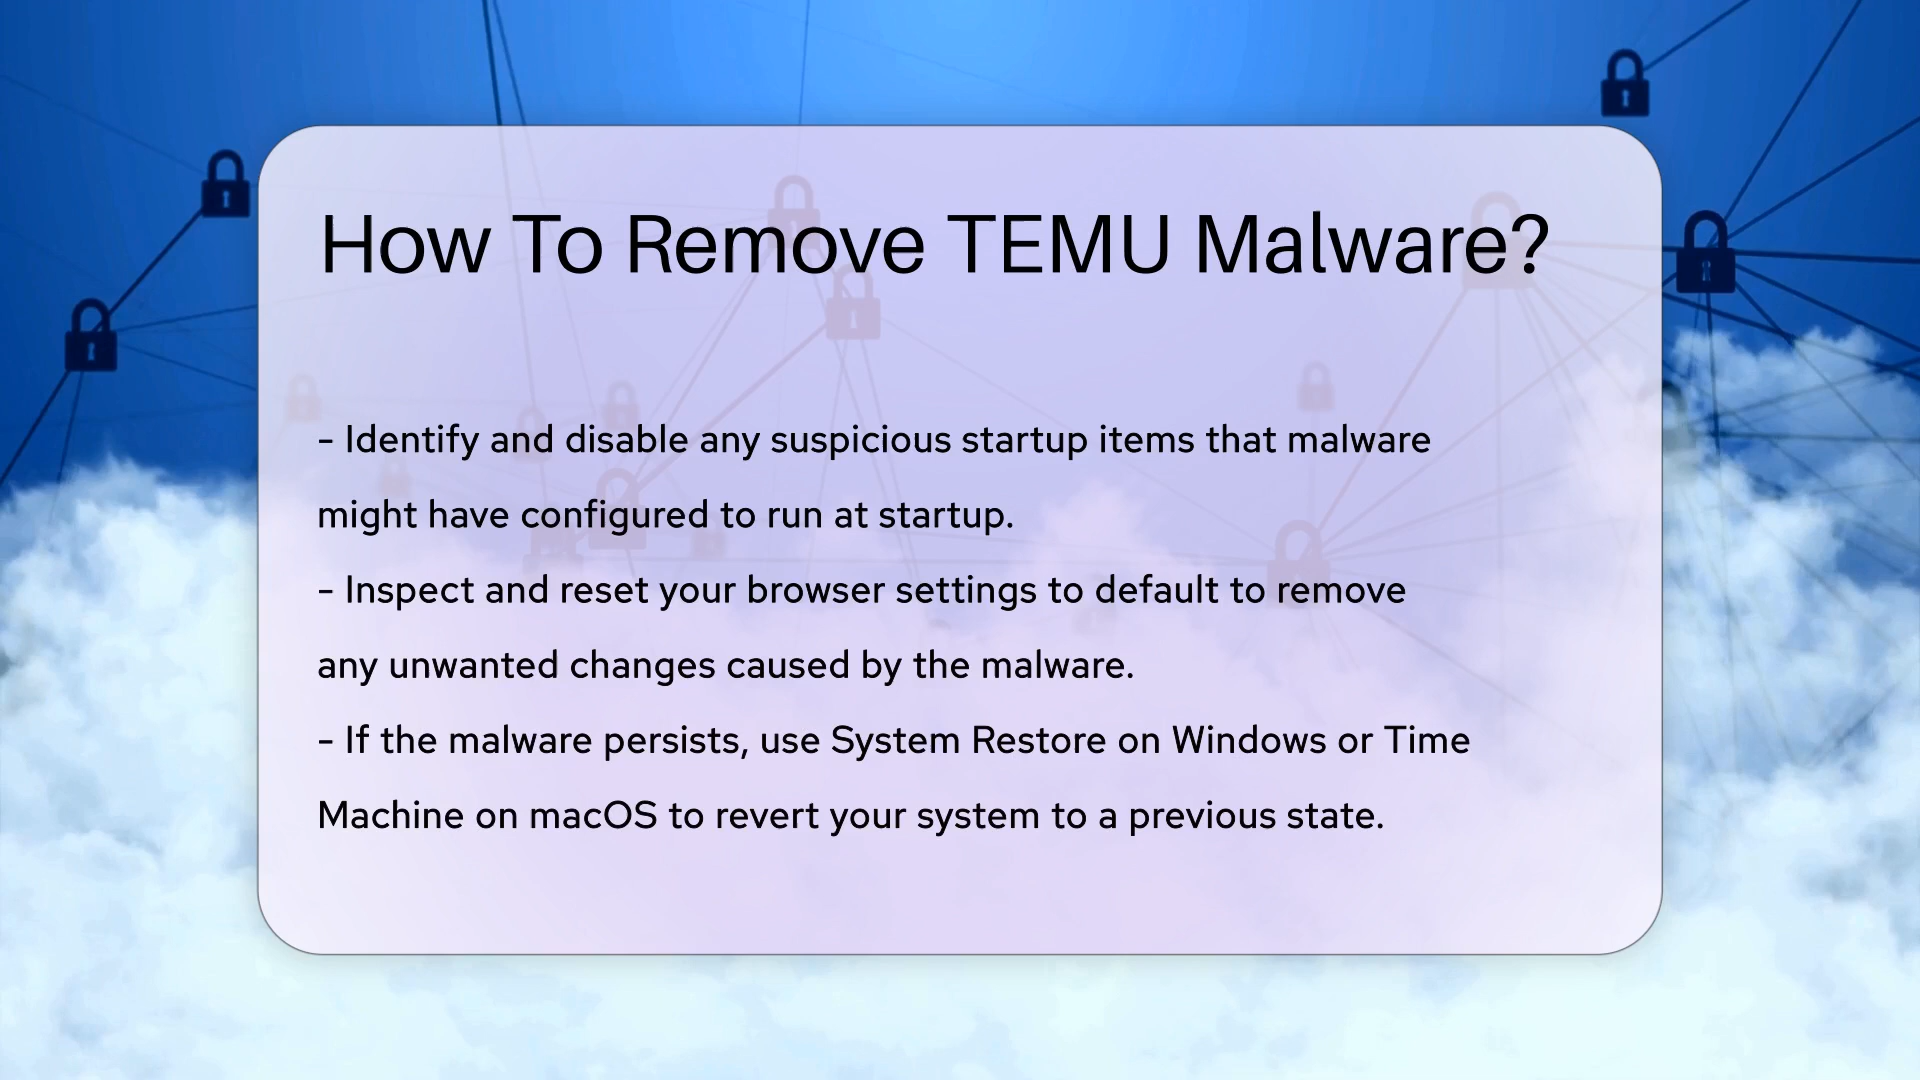 How To Remove TEMU Malware?
- Identify and disable any suspicious startup items that malware
might have configured to run at startup.
- Inspect and reset your browser settings to default to remove
any unwanted changes caused by the malware.
- If the malware persists, use System Restore on Windows or Time
Machine on macOS to revert your system to a previous state.